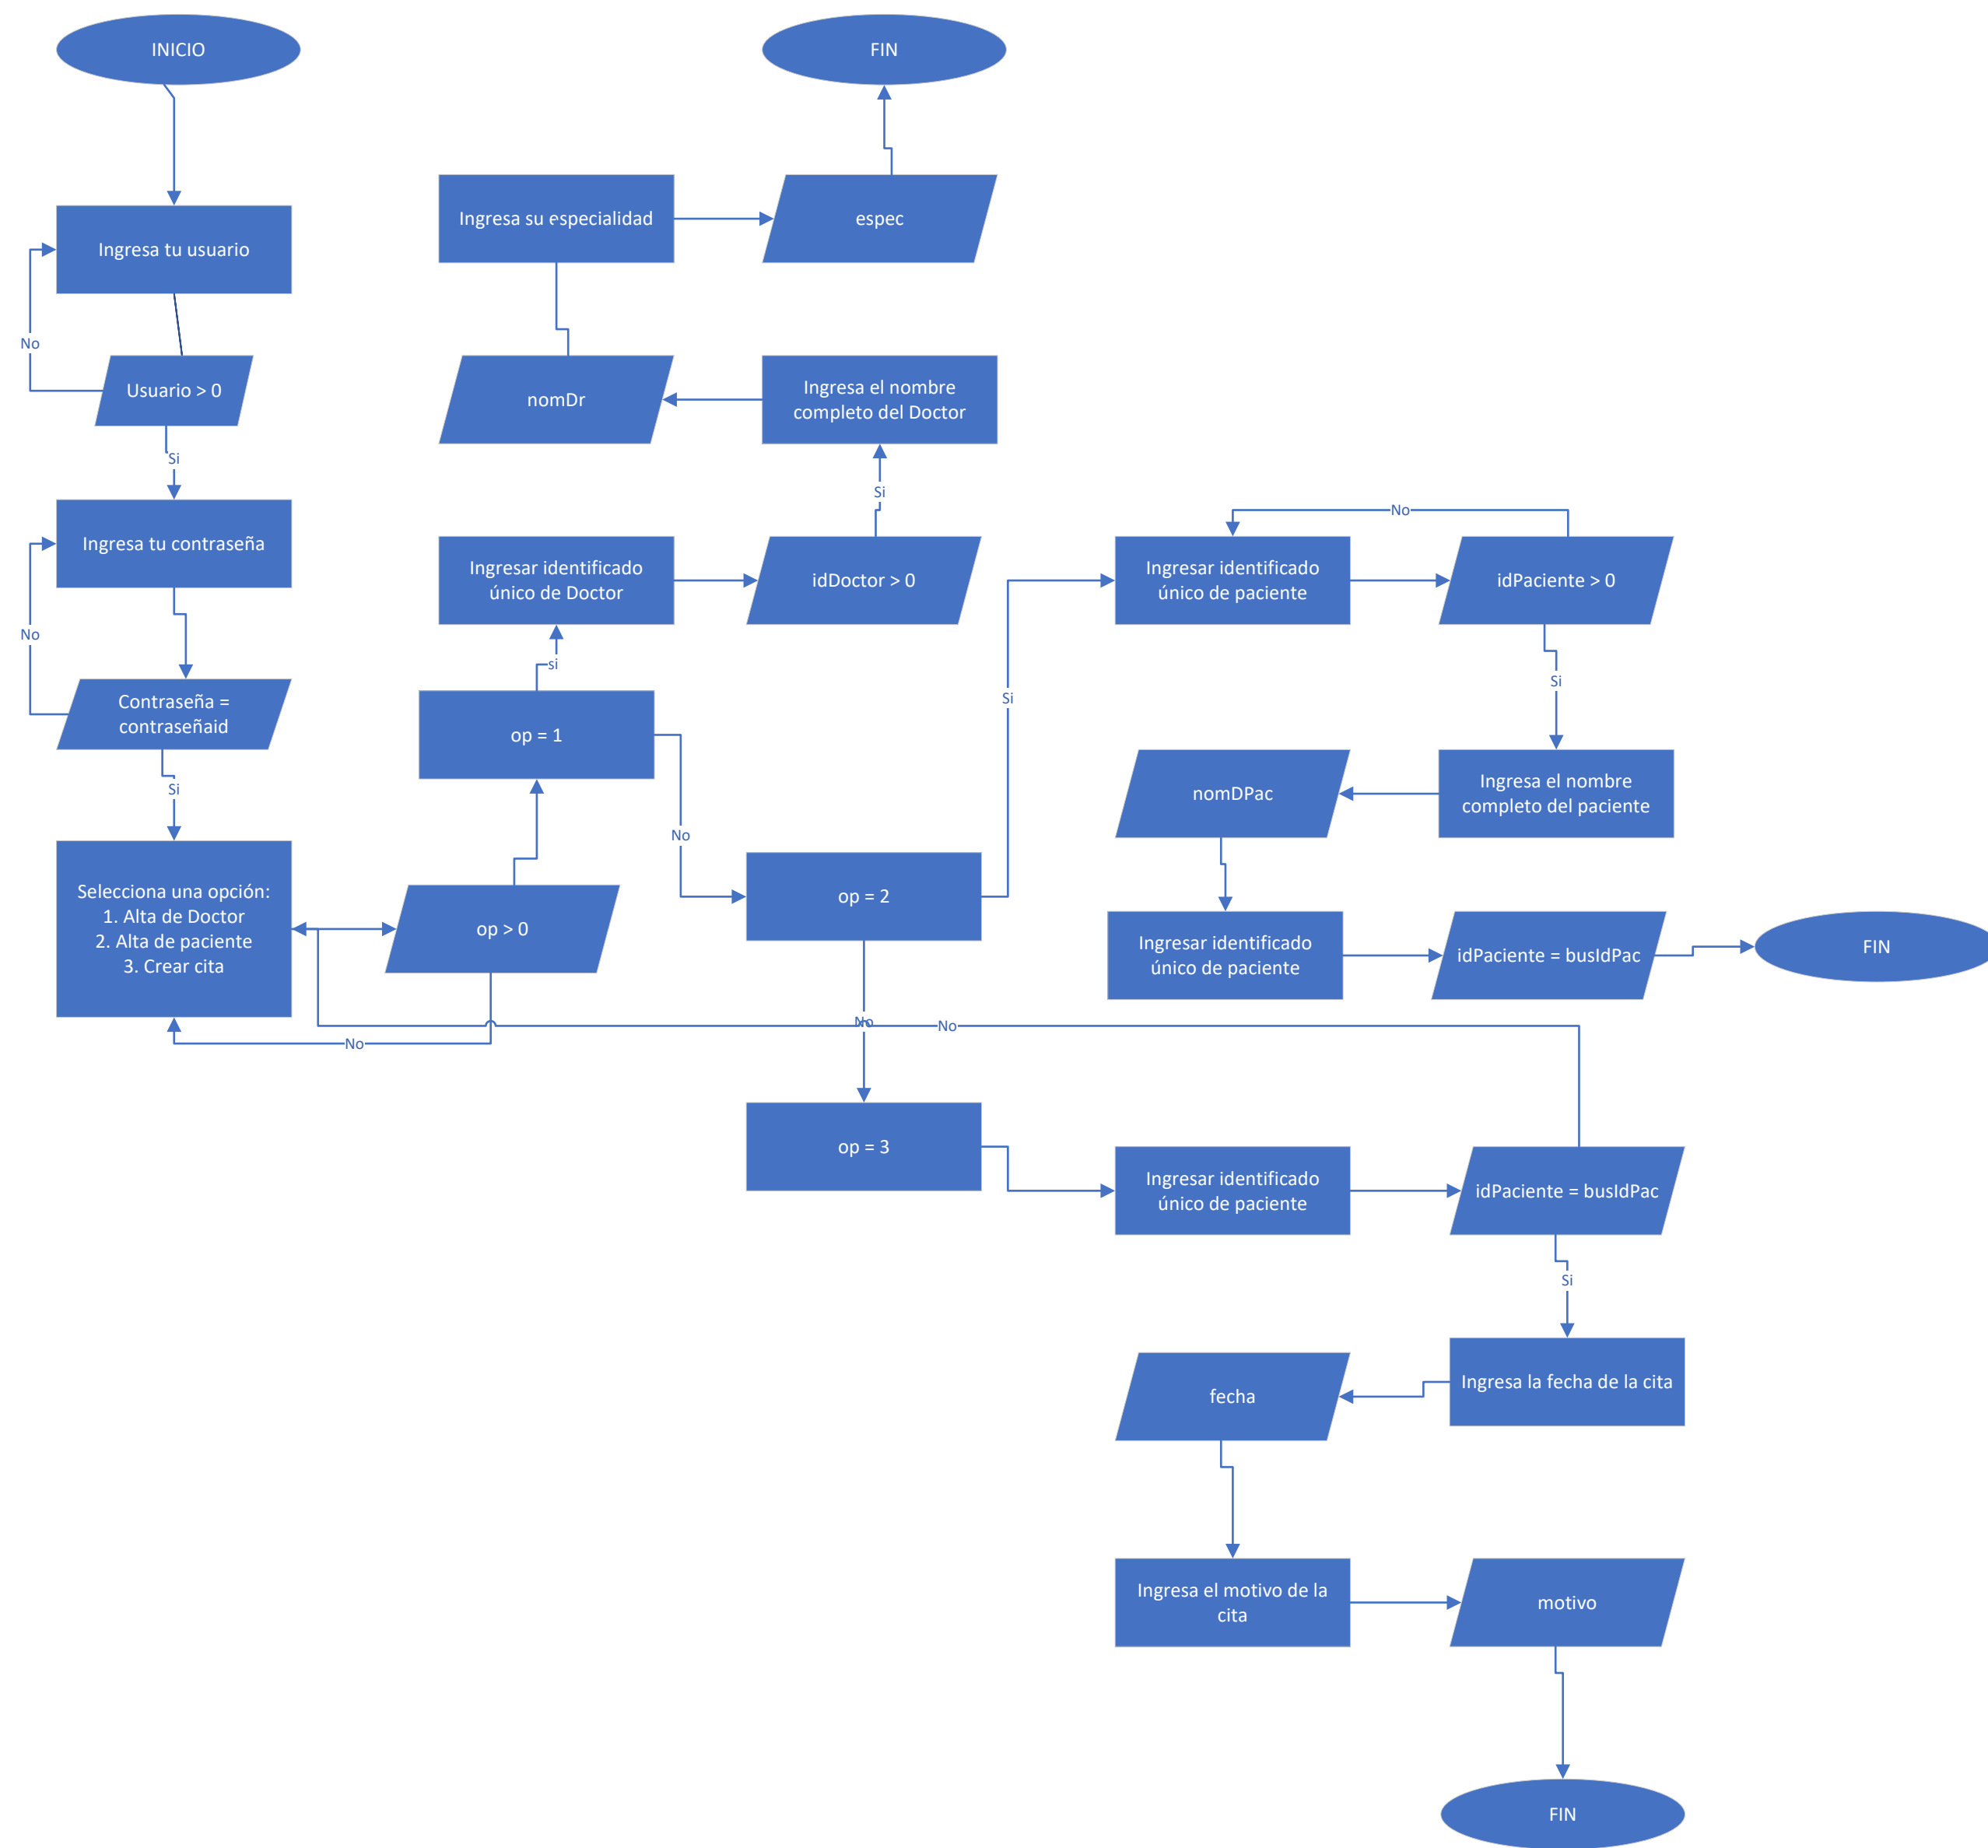 INICIO
FIN
Ingresa tu usuario
No
Usuario > 0
Si
Ingresa tu contraseña
No
Contraseña =
contraseñaid
Si
Selecciona una opción:
1. Alta de Doctor
2. Alta de paciente
3. Crear cita
op > 0
No
op = 1
si
Ingresar identificado
único de Doctor
idDoctor > 0
Si
Ingresa el nombre
completo del Doctor
nomDr
Ingresa su especialidad
espec
No
op = 2
Si
Ingresar identificado
único de paciente
No
idPaciente > 0
Si
Ingresa el nombre
completo del paciente
nomDPac
Ingresar identificado
único de paciente
idPaciente = busIdPac
FIN
No
No
op = 3
Ingresar identificado
único de paciente
idPaciente = busIdPac
Si
Ingresa la fecha de la cita
fecha
Ingresa el motivo de la
cita
motivo
FIN